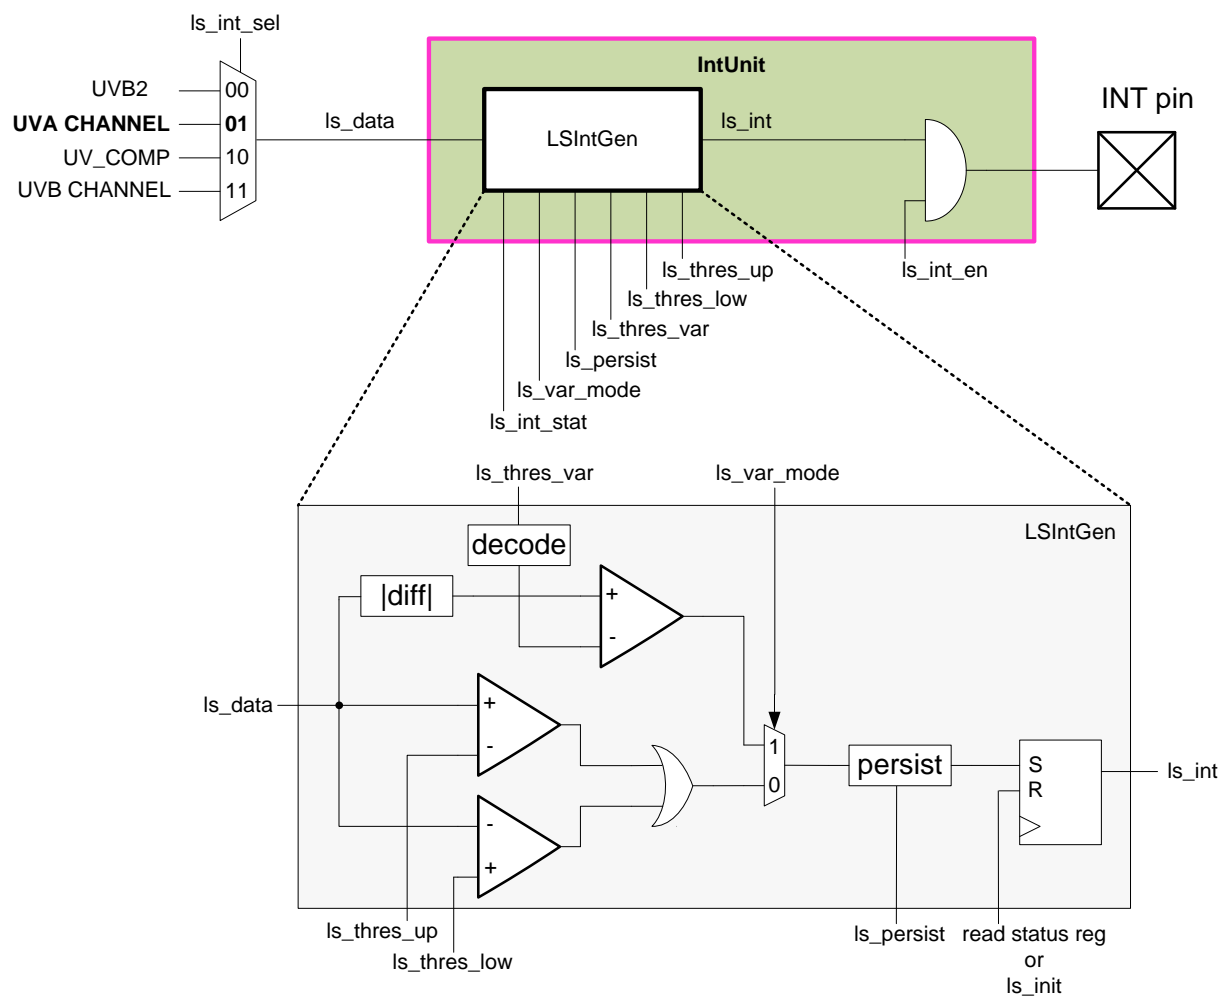 ls_int_sel
IntUnit
UVB2
00
INT pin
UVA CHANNEL
01
ls_data
LSIntGen
ls_int
UV_COMP
10
UVB CHANNEL
11
ls_thres_up
ls_int_en
ls_thres_low
ls_thres_var
ls_persist
ls_var_mode
ls_int_stat
ls_thres_var
ls_var_mode
LSIntGen
decode
|diff|
+
-
ls_data
+
-
1
0
persist
S
R
ls_int
-
+
ls_thres_up
ls_thres_low
ls_persist
read status reg
or
ls_init